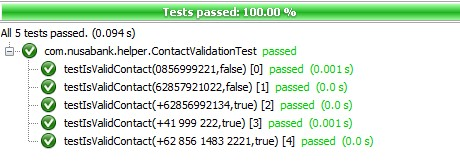 Tests passed: 100.00 %
All 5 tests passed. (0.094 s)
com.nusabank.helper.ContactValidationTest passed
testIsValidContact(0856999221,false) [0] passed (0.001 s)
testIsValidContact(62857921022,false) [1] passed (0.0 s)
testIsValidContact(+62856992134,true) [2] passed (0.0 s)
testIsValidContact(+41 999 222,true) [3] passed (0.001 s)
testIsValidContact(+62 856 1483 2221,true) [4] passed (0.0 s)